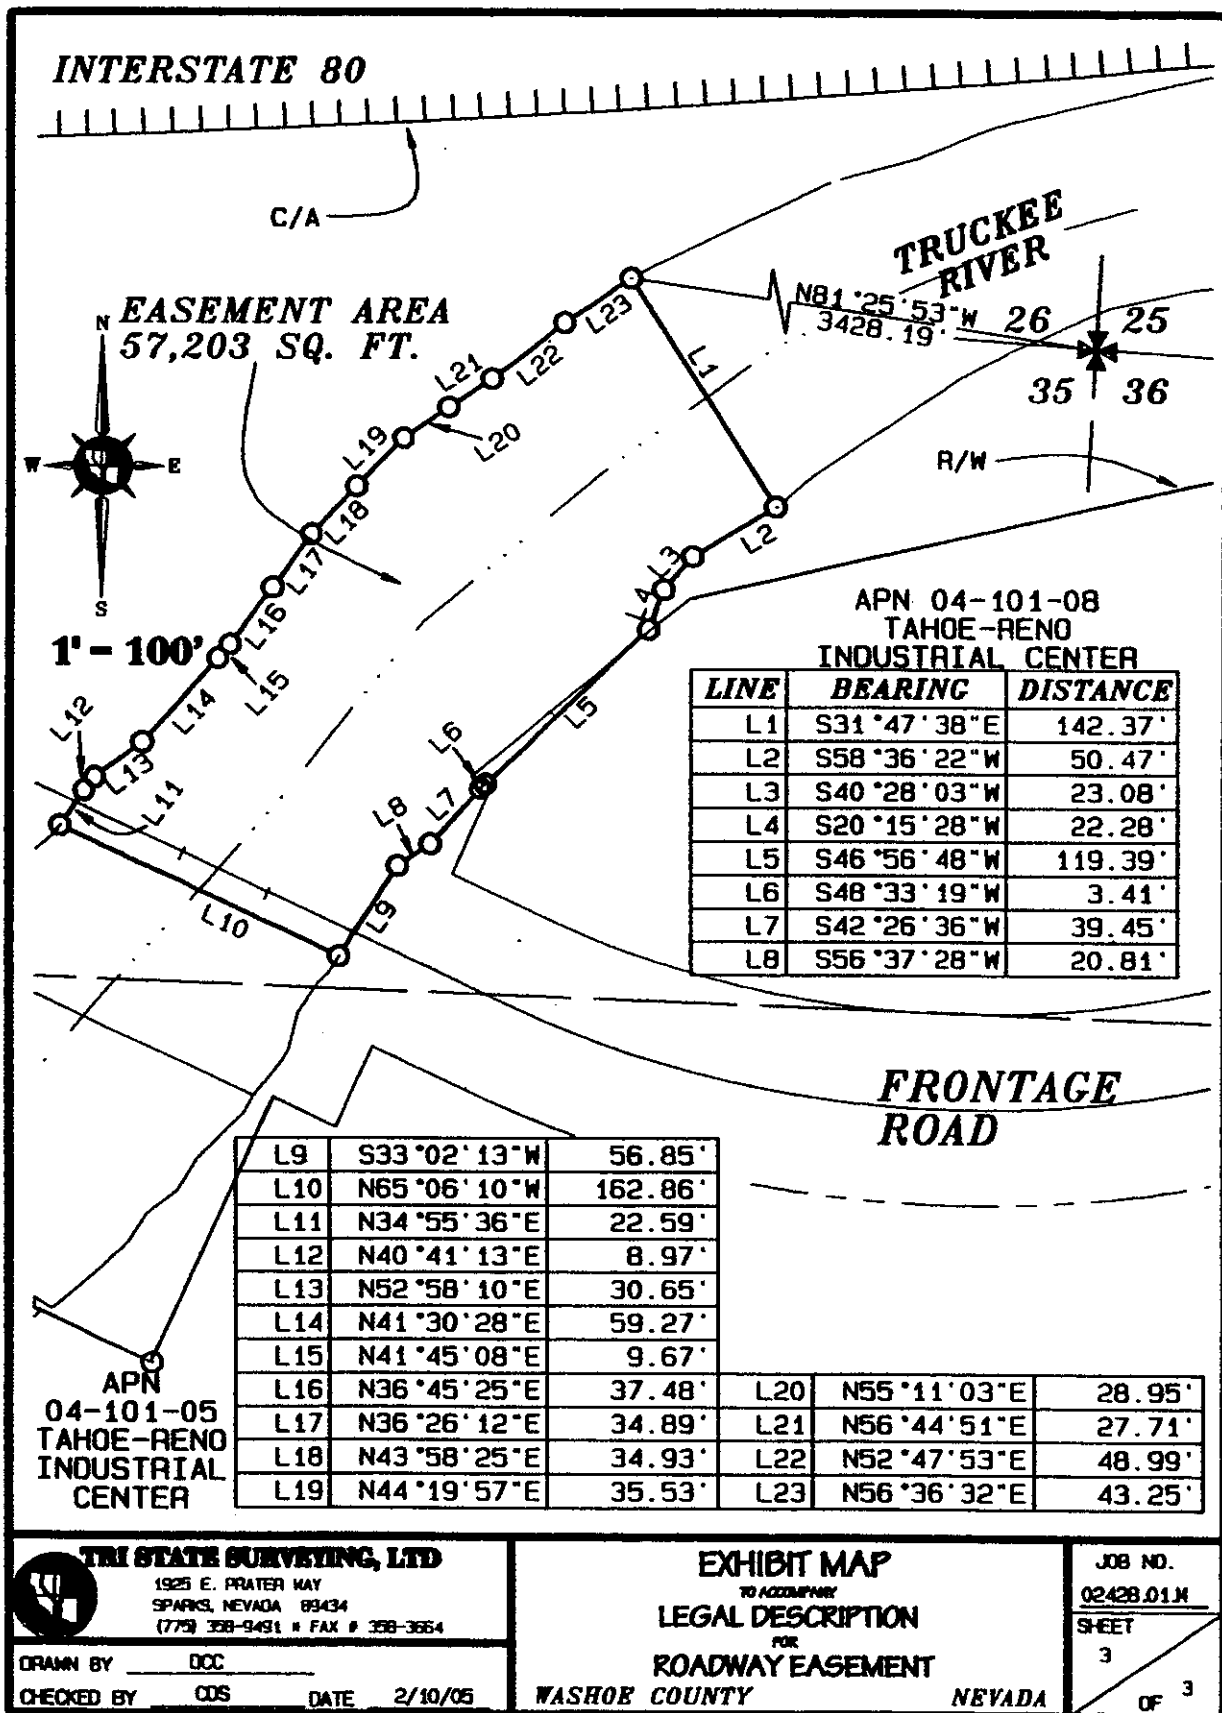 INTERSTATE 80
C/A
TRUCKEE
RIVER
N81°25'53"W
3428.19'
26
25
35
36
EASEMENT AREA
57,203 SQ. FT.
N
W
E
S
1" = 100'
R/W
L1
L2
L3
L4
L5
L6
L7
L8
L9
L10
L11
L12
L13
L14
L15
L16
L17
L18
L19
L20
L21
L22
L23
APN 04-101-08
TAHOE-RENO
INDUSTRIAL CENTER
LINE BEARING DISTANCE
L1 S31°47'38"E 142.37'
L2 S58°36'22"W 50.47'
L3 S40°28'03"W 23.08'
L4 S20°15'28"W 22.28'
L5 S46°56'48"W 119.39'
L6 S48°33'19"W 3.41'
L7 S42°26'36"W 39.45'
L8 S56°37'28"W 20.81'
FRONTAGE
ROAD
L9 S33°02'13"W 56.85'
L10 N65°06'10"W 162.86'
L11 N34°55'36"E 22.59'
L12 N40°41'13"E 8.97'
L13 N52°58'10"E 30.65'
L14 N41°30'28"E 59.27'
L15 N41°45'08"E 9.67'
L16 N36°45'25"E 37.48'
L17 N36°26'12"E 34.89'
L18 N43°58'25"E 34.93'
L19 N44°19'57"E 35.53'
L20 N55°11'03"E 28.95'
L21 N56°44'51"E 27.71'
L22 N52°47'53"E 48.99'
L23 N56°36'32"E 43.25'
APN
04-101-05
TAHOE-RENO
INDUSTRIAL
CENTER
TRI STATE SURVEYING, LTD
1925 E. PRATER WAY
SPARKS, NEVADA 89434
(775) 358-9491 * FAX # 358-3664
DRAWN BY DCC
CHECKED BY CDS DATE 2/10/05
EXHIBIT MAP
TO ACCOMPANY
LEGAL DESCRIPTION
FOR
ROADWAY EASEMENT
WASHOE COUNTY NEVADA
JOB NO.
02428.01.M
SHEET
3
OF 3